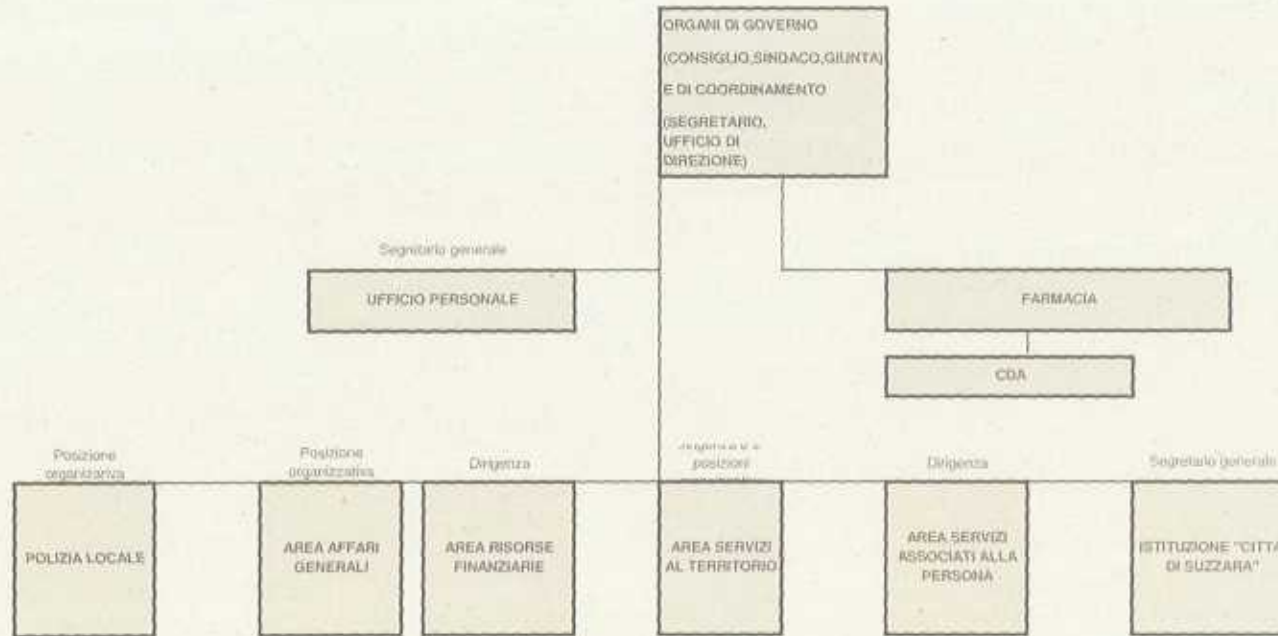 ORGANI DI GOVERNO
(CONSIGLIO,SINDACO,GIUNTA)
E DI COORDINAMENTO
(SEGRETARIO,
UFFICIO DI
DIREZIONE)
Segretario generale
UFFICIO PERSONALE
FARMACIA
CDA
Posizione
organizativa
POLIZIA LOCALE
Posizione
organizzativa
AREA AFFARI
GENERALI
Dirigenza
AREA RISORSE
FINANZIARIE
posizioni
AREA SERVIZI
AL TERRITORIO
Dirigenza
AREA SERVIZI
ASSOCIATI ALLA
PERSONA
Segretario generale
ISTITUZIONE "CITTA
DI SUZZARA"